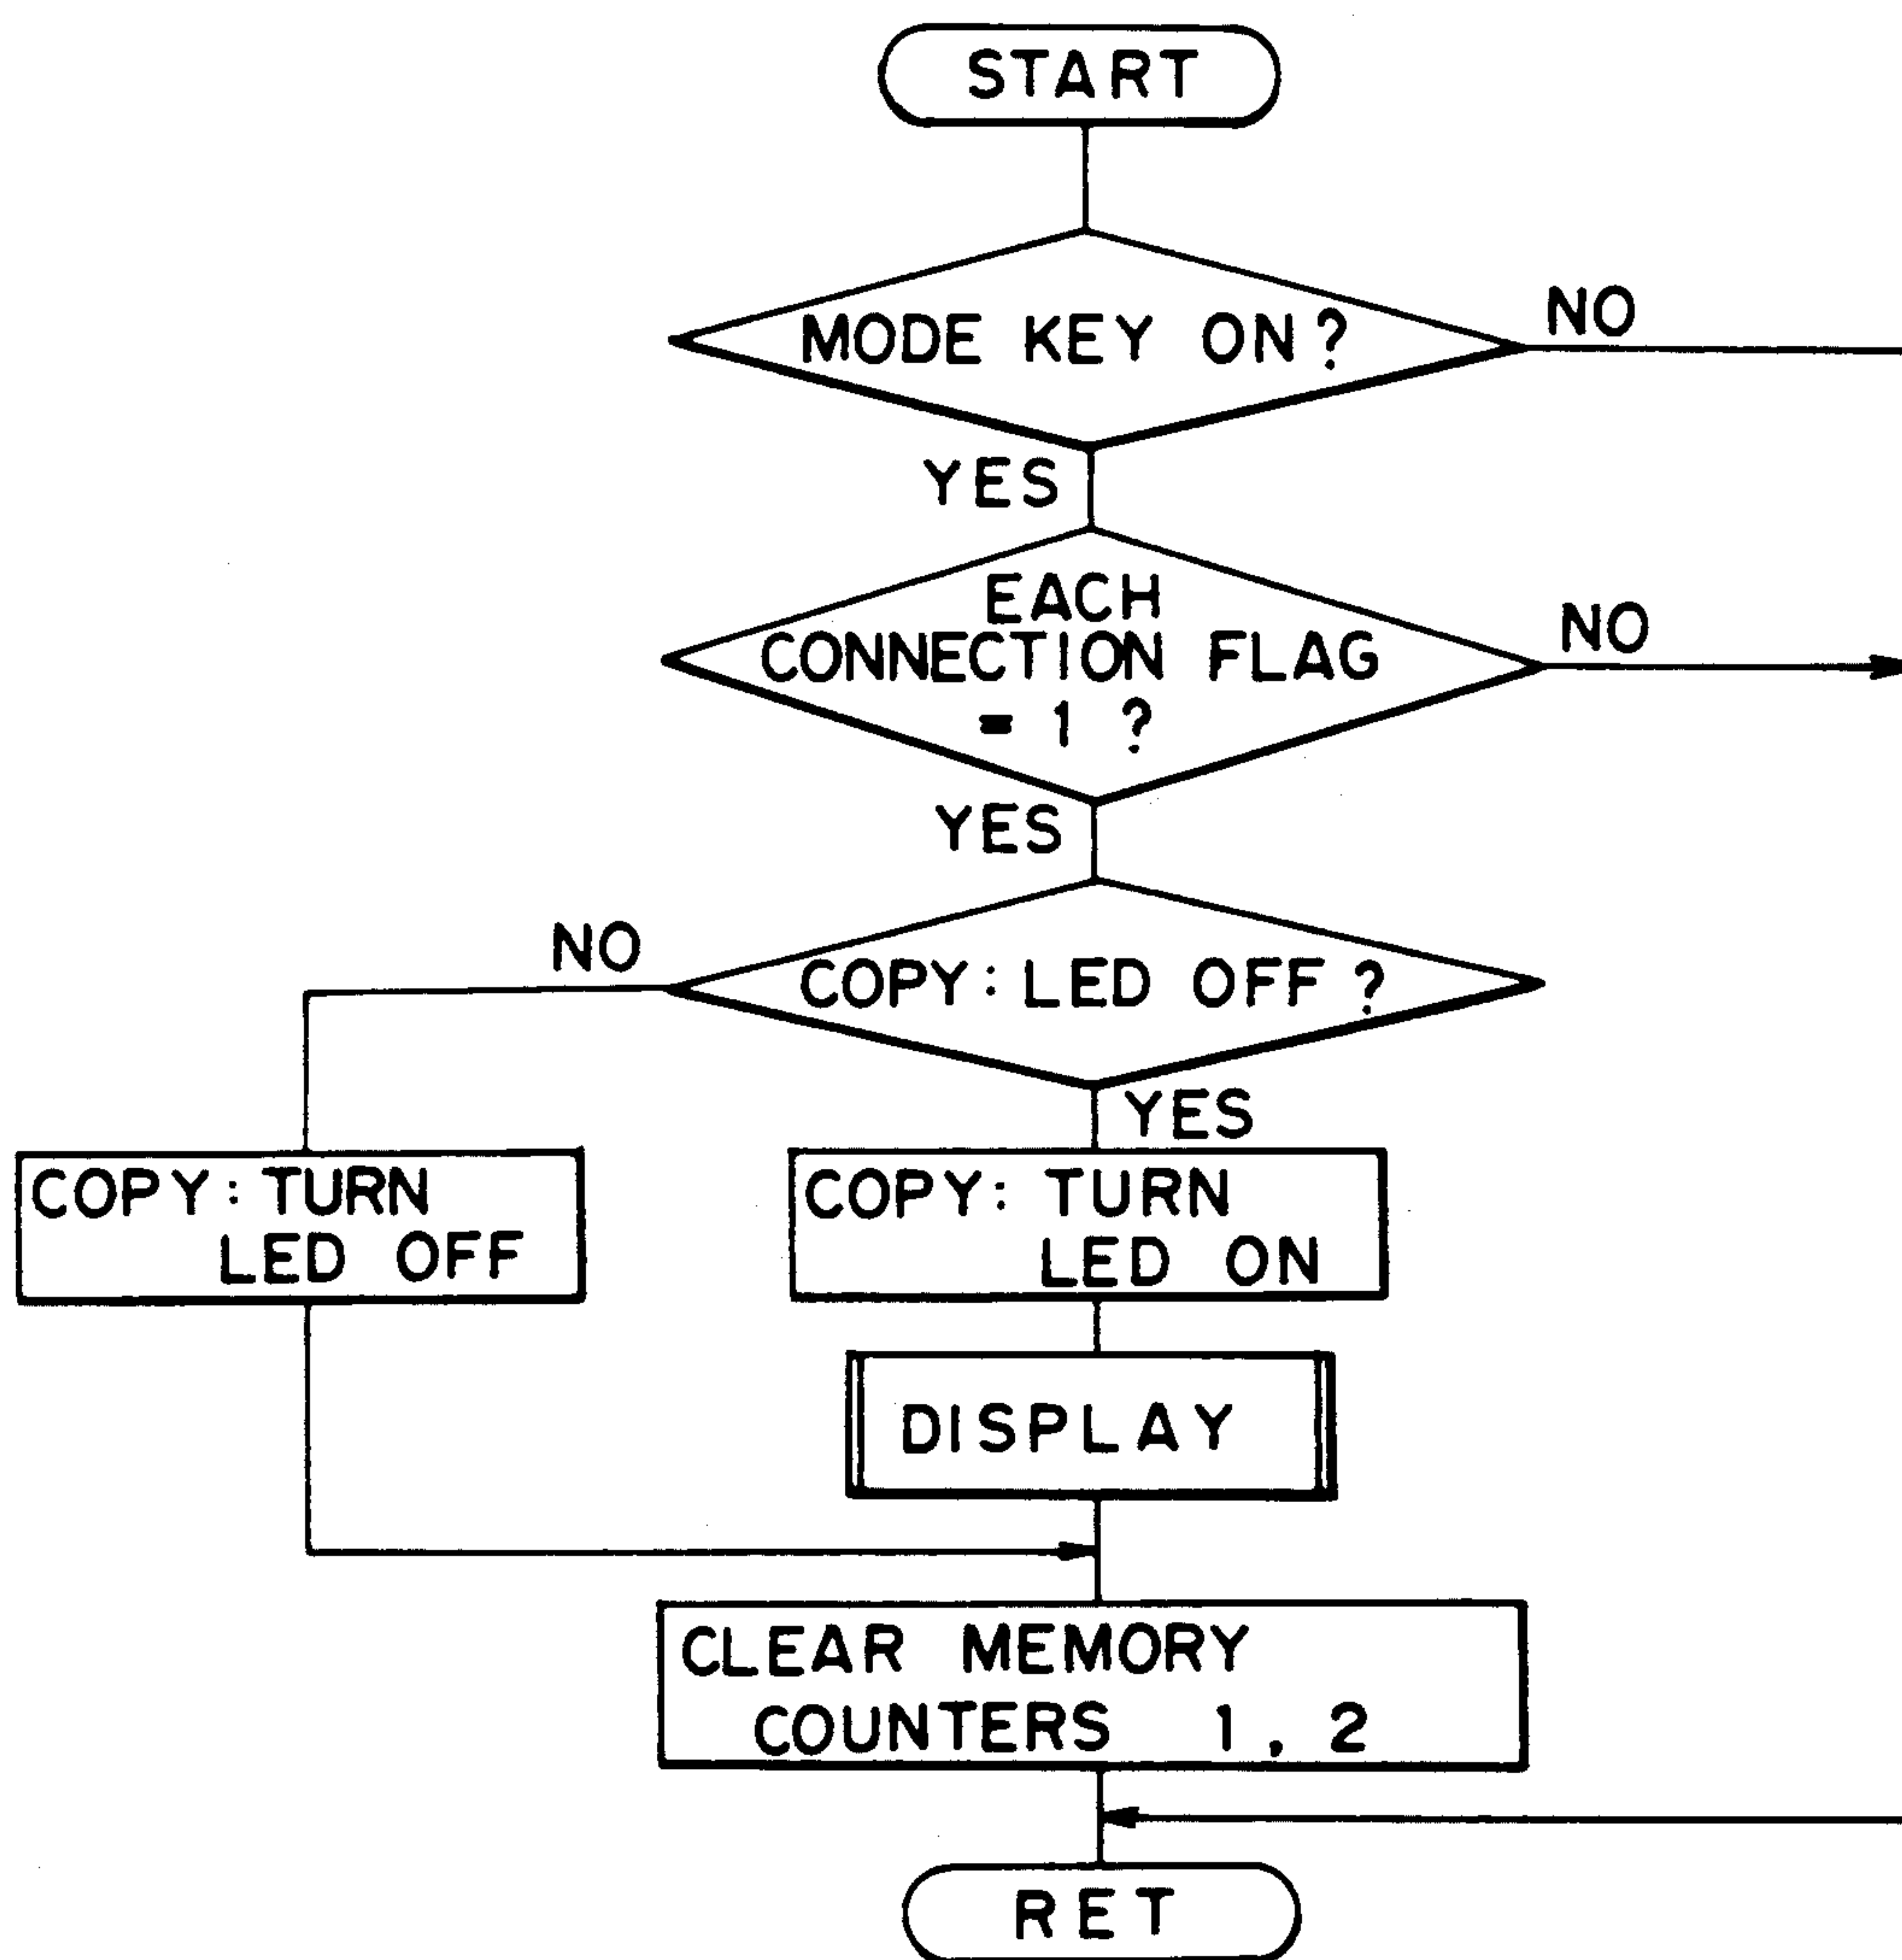 START
MODE KEY ON?
NO
YES
EACH
CONNECTION FLAG
= 1 ?
NO
YES
COPY: LED OFF?
NO
YES
COPY: TURN
LED OFF
COPY: TURN
LED ON
DISPLAY
CLEAR MEMORY
COUNTERS 1, 2
RET